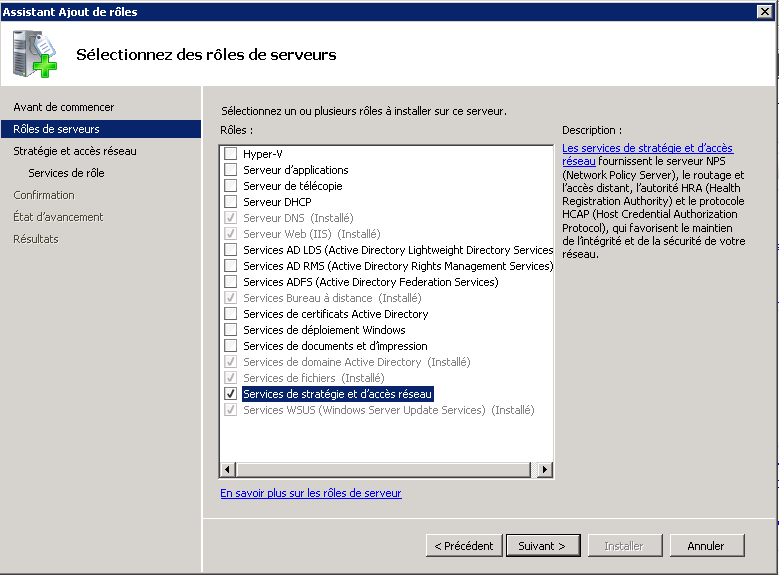 Assistant Ajout de rôles
Sélectionnez des rôles de serveurs
Avant de commencer
Rôles de serveurs
Stratégie et accès réseau
Services de rôle
Confirmation
État d'avancement
Résultats
Sélectionnez un ou plusieurs rôles à installer sur ce serveur.
Rôles :
Hyper-V
Serveur d'applications
Serveur de télécopie
Serveur DHCP
Serveur DNS (Installé)
Serveur Web (IIS) (Installé)
Services AD LDS (Active Directory Lightweight Directory Services
Services AD RMS (Active Directory Rights Management Services)
Services ADFS (Active Directory Federation Services)
Services Bureau à distance (Installé)
Services de certificats Active Directory
Services de déploiement Windows
Services de documents et d'impression
Services de domaine Active Directory (Installé)
Services de fichiers (Installé)
Services de stratégie et d'accès réseau
Services WSUS (Windows Server Update Services) (Installé)
En savoir plus sur les rôles de serveur
Description :
Les services de stratégie et d'accès
réseau fournissent le serveur NPS
(Network Policy Server), le routage et
l'accès distant, l'autorité HRA (Health
Registration Authority) et le protocole
HCAP (Host Credential Authorization
Protocol), qui favorisent le maintien
de l'intégrité et de la sécurité de votre
réseau.
< Précédent
Suivant >
Installer
Annuler